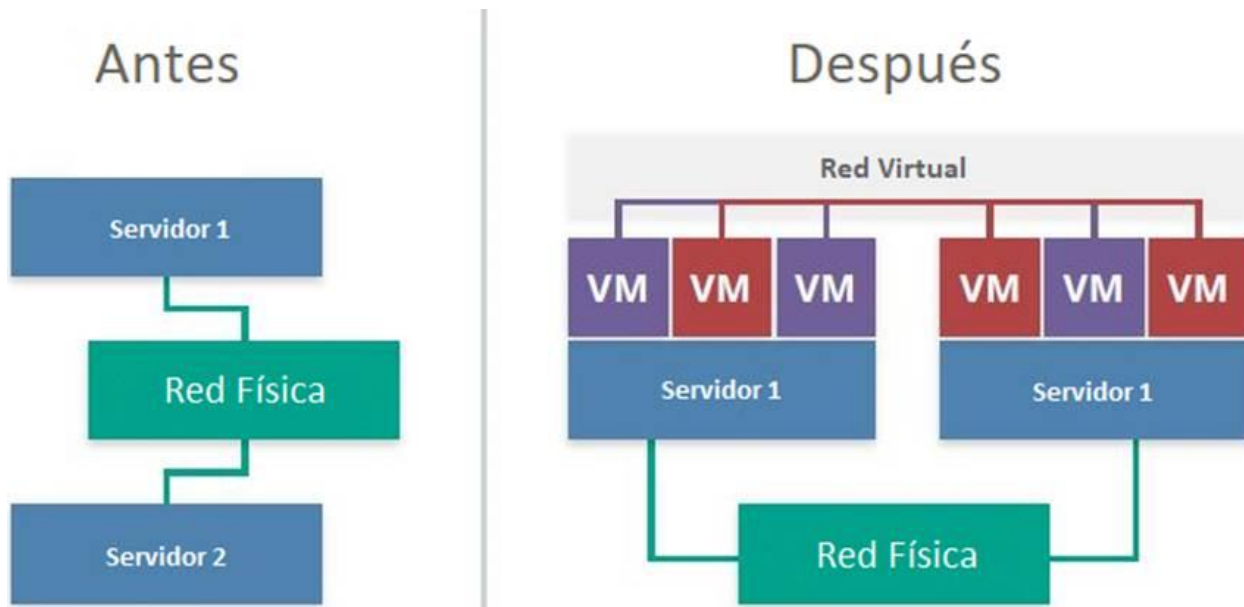 Antes
Servidor 1
Red Física
Servidor 2
Después
Red Virtual
VM VM VM VM VM VM
Servidor 1 Servidor 1
Red Física